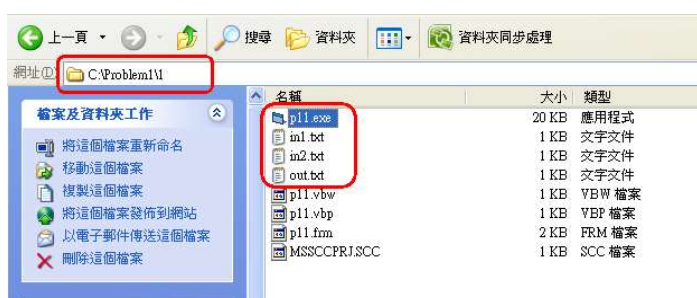 上一頁 搜尋 資料夾 資料夾同步處理
網址(D) C:\Problem1\1
檔案及資料夾工作
將這個檔案重新命名
移動這個檔案
複製這個檔案
將這個檔案發佈到網站
以電子郵件傳送這個檔案
刪除這個檔案
名稱 大小 類型
p11.exe 20 KB 應用程式
in1.txt 1 KB 文字文件
in2.txt 1 KB 文字文件
out.txt 1 KB 文字文件
p11.vbw 1 KB VBW 檔案
p11.vbp 1 KB VBP 檔案
p11.frm 2 KB FRM 檔案
MSSCCPRJ.SCC 1 KB SCC 檔案